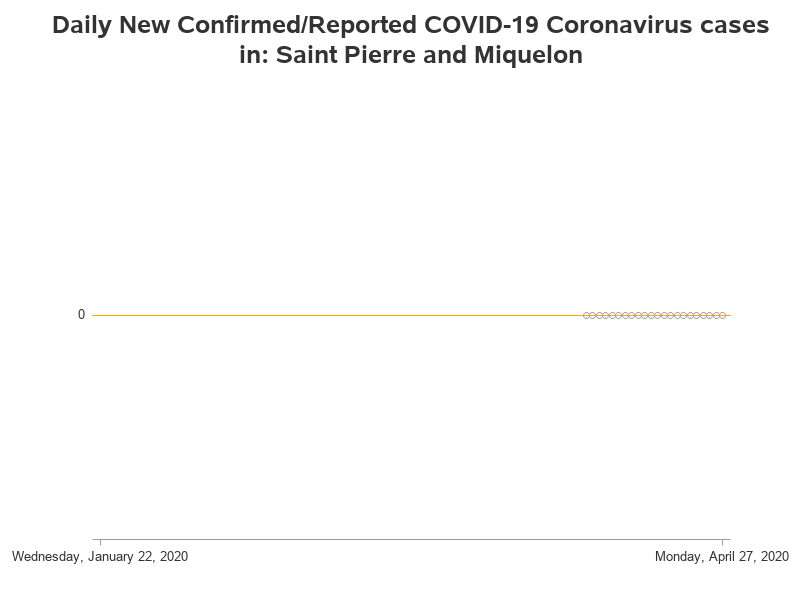 Daily New Confirmed/Reported COVID-19 Coronavirus cases
in: Saint Pierre and Miquelon
0
Wednesday, January 22, 2020
Monday, April 27, 2020